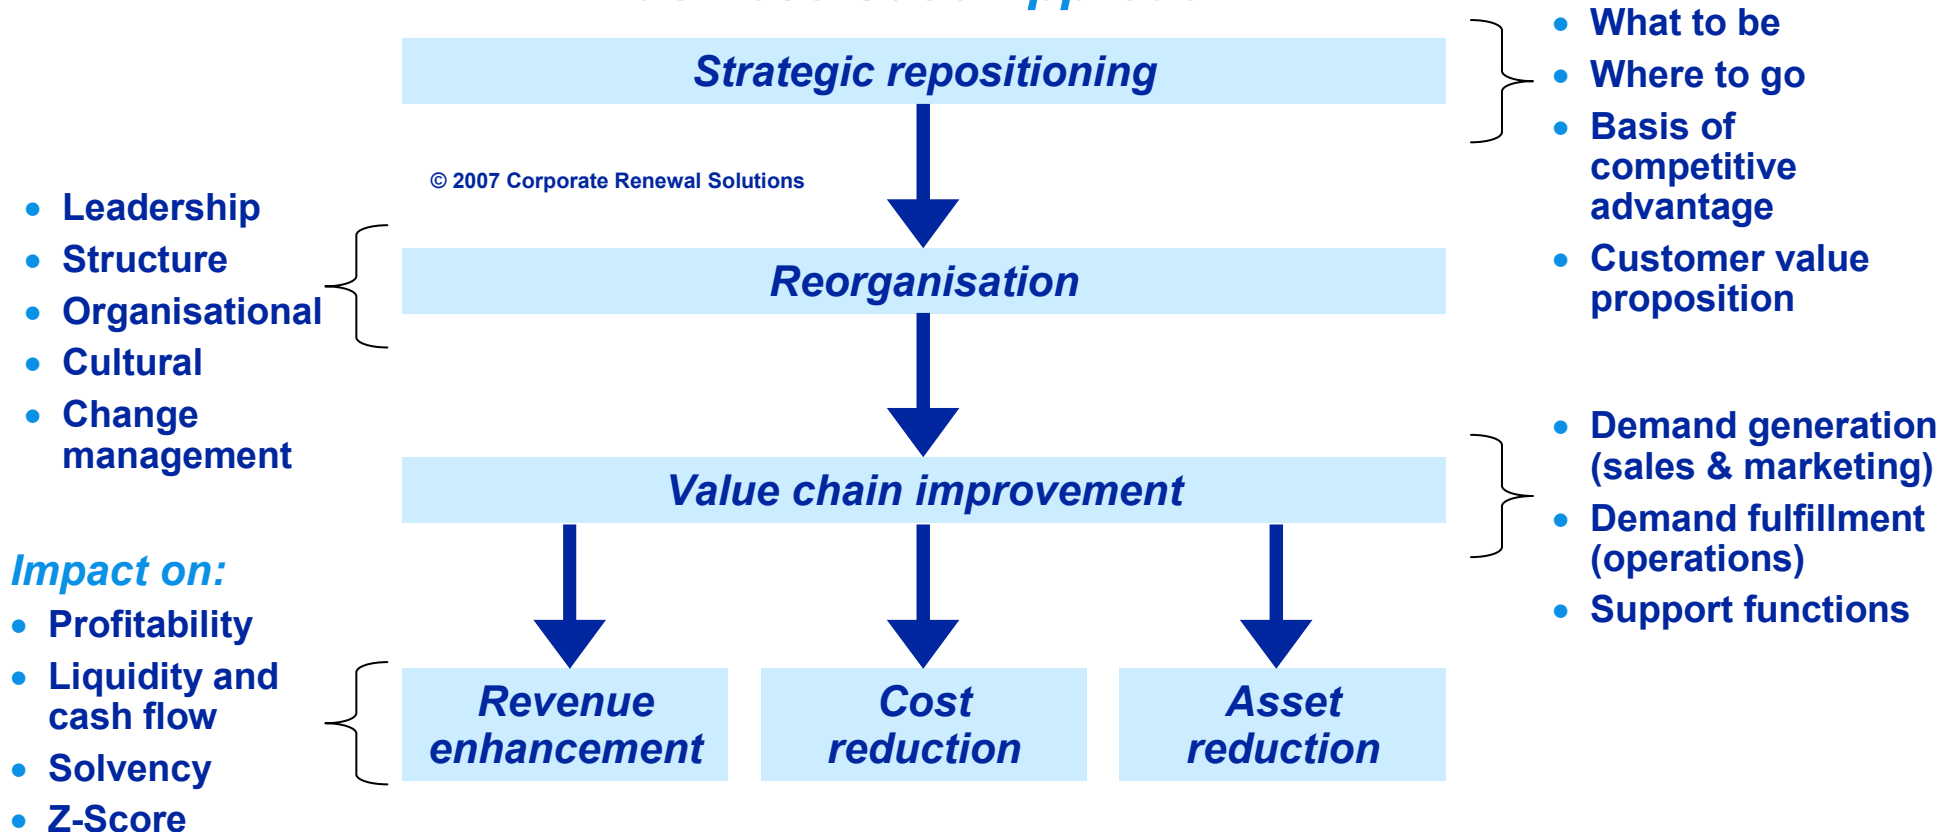 Strategic repositioning
• What to be
• Where to go
• Basis of
competitive
advantage
• Customer value
proposition
© 2007 Corporate Renewal Solutions
• Leadership
• Structure
• Organisational
• Cultural
• Change
management
Reorganisation
Value chain improvement
• Demand generation
(sales & marketing)
• Demand fulfillment
(operations)
• Support functions
Impact on:
• Profitability
• Liquidity and
cash flow
• Solvency
• Z-Score
Revenue
enhancement
Cost
reduction
Asset
reduction